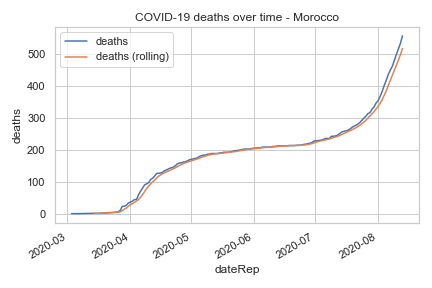 COVID-19 deaths over time - Morocco
deaths
deaths (rolling)
500
400
300
200
100
0
deaths
2020-03
2020-04
2020-05
2020-06
2020-07
2020-08
dateRep